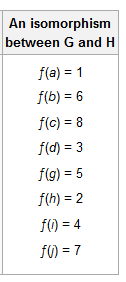 An isomorphism
between G and H
f(a) = 1
f(b) = 6
f(c) = 8
f(d) = 3
f(g) = 5
f(h) = 2
f(i) = 4
f(j) = 7